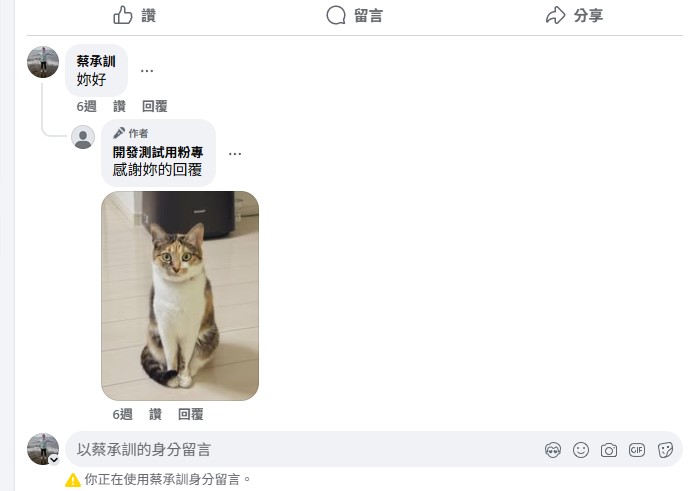 讚
留言
分享
蔡承訓
妳好
6週 讚 回覆
作者
開發測試用粉專
感謝妳的回覆
6週 讚 回覆
以蔡承訓的身分留言
GIF
你正在使用蔡承訓身分留言。